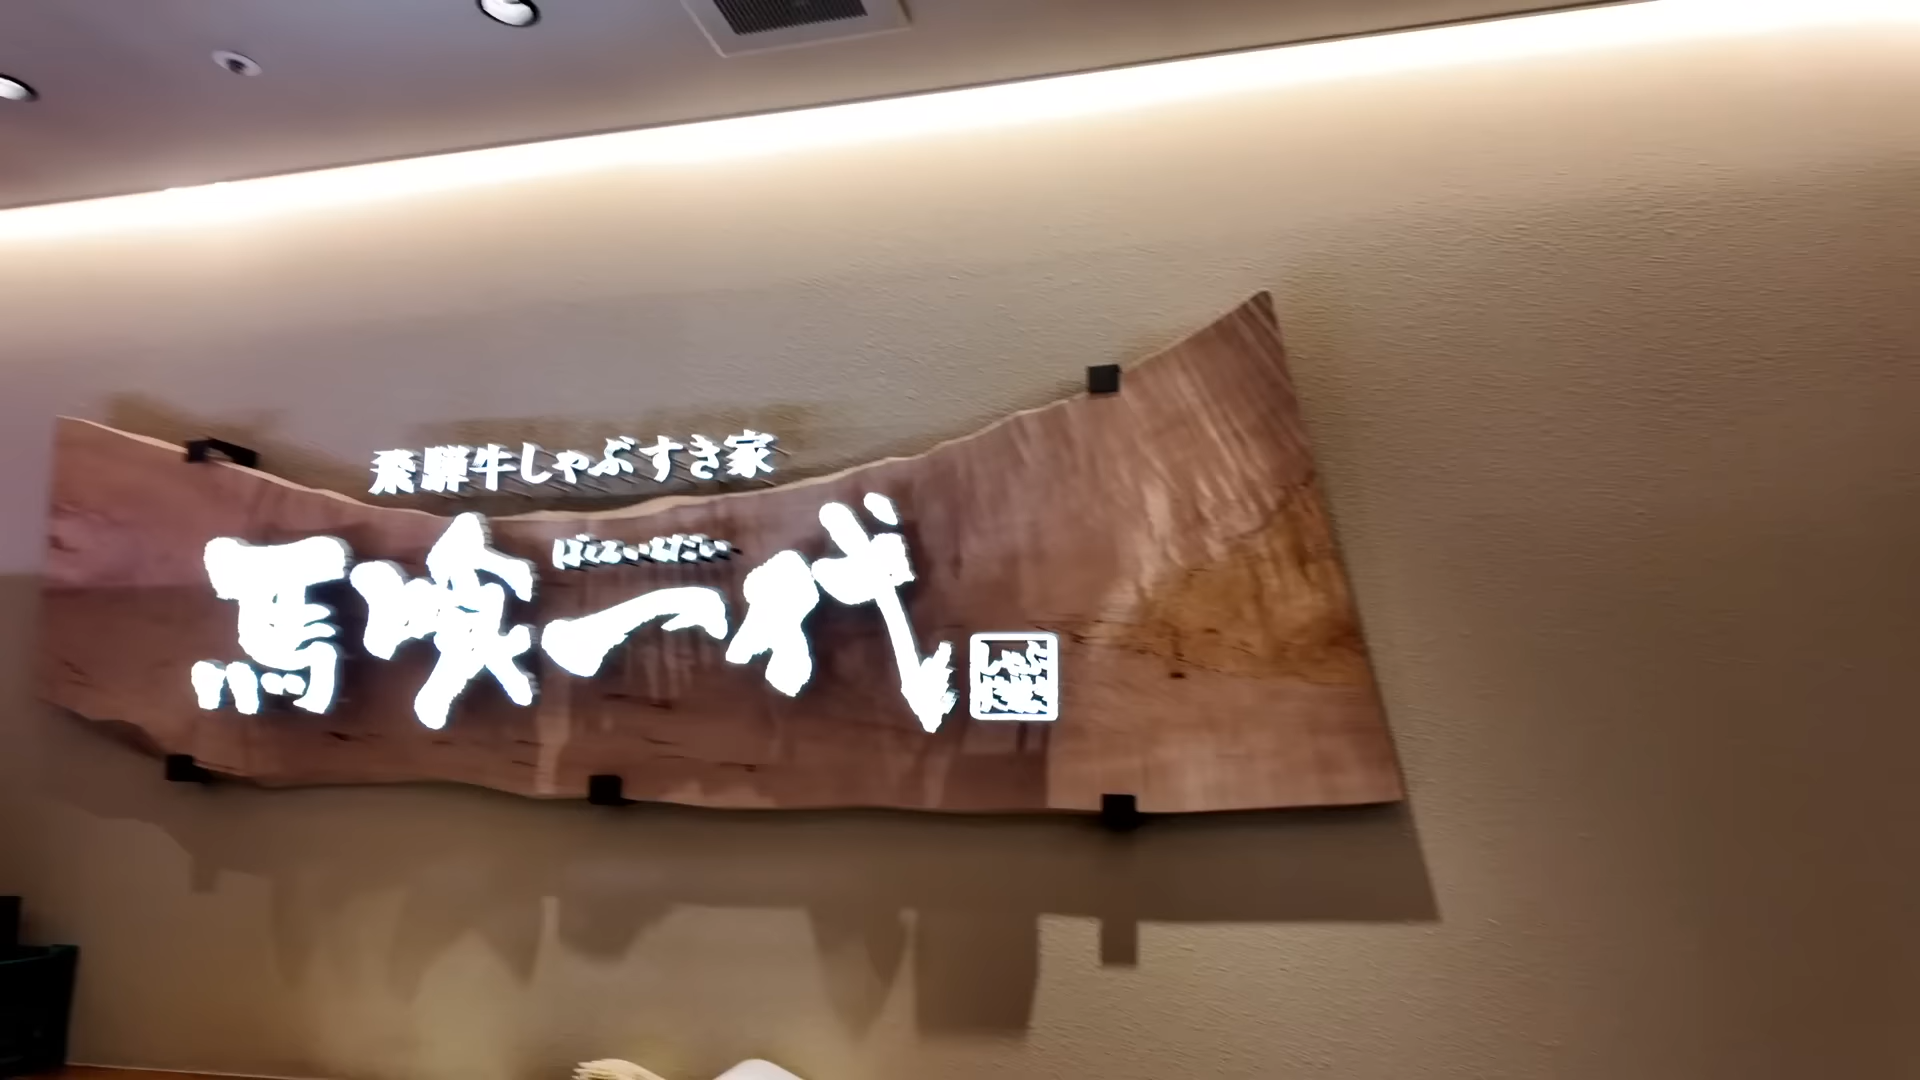 飛騨牛しゃぶすき家
ばくろいちだい
馬喰一代